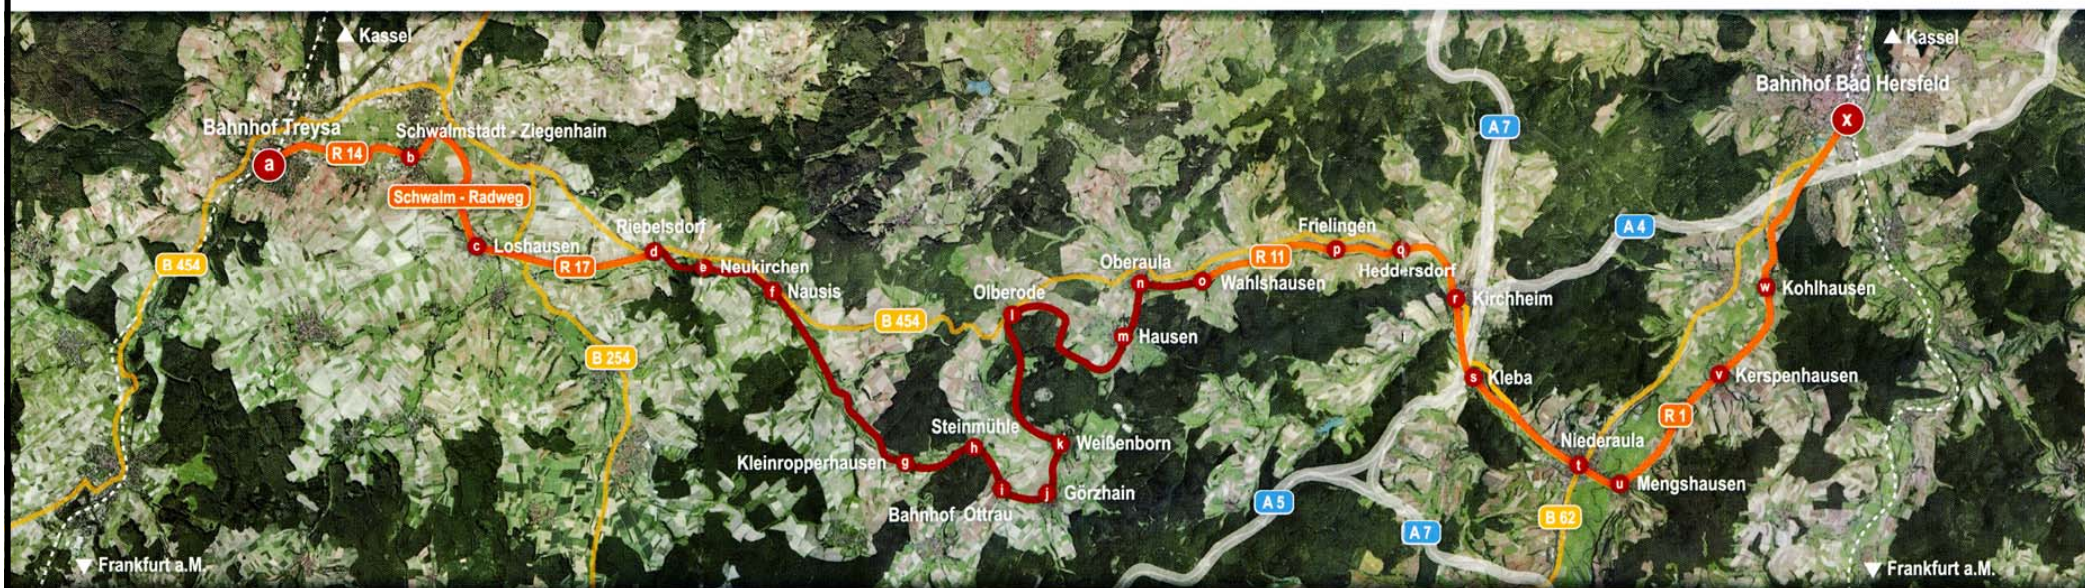 ▲ Kassel
▲ Kassel
Bahnhof Bad Hersfeld
x
A 7
Bahnhof Treysa
Schwalmstadt - Ziegenhain
a
R 14
b
Schwalm - Radweg
Riebelsdorf
Frielingen
A 4
c Loshausen
d
R 17
e Neukirchen
B 454
Oberaula
R 11
p
q
Heddersdorf
f Nausis
Olberode
n
o Wahlshausen
r Kirchheim
w Kohlhausen
B 454
l
m Hausen
B 254
s Kleba
v Kerspenhausen
R 1
Steinmühle
h
k Weißenborn
Niederaula
Kleinropperhausen g
t
i
j Görzhain
u Mengshausen
Bahnhof Ottrau
A 5
B 62
A 7
▼ Frankfurt a.M.
▼ Frankfurt a.M.